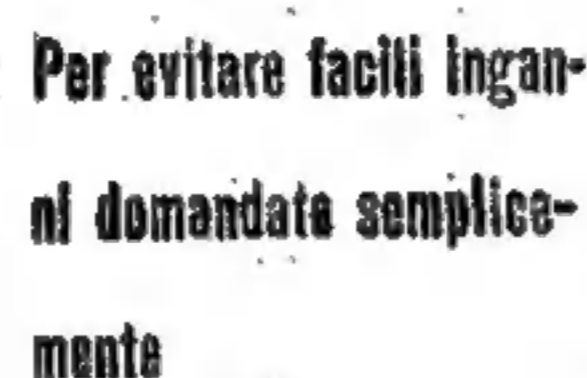 Per evitare facili ingan-
ni domandate semplice-
mente